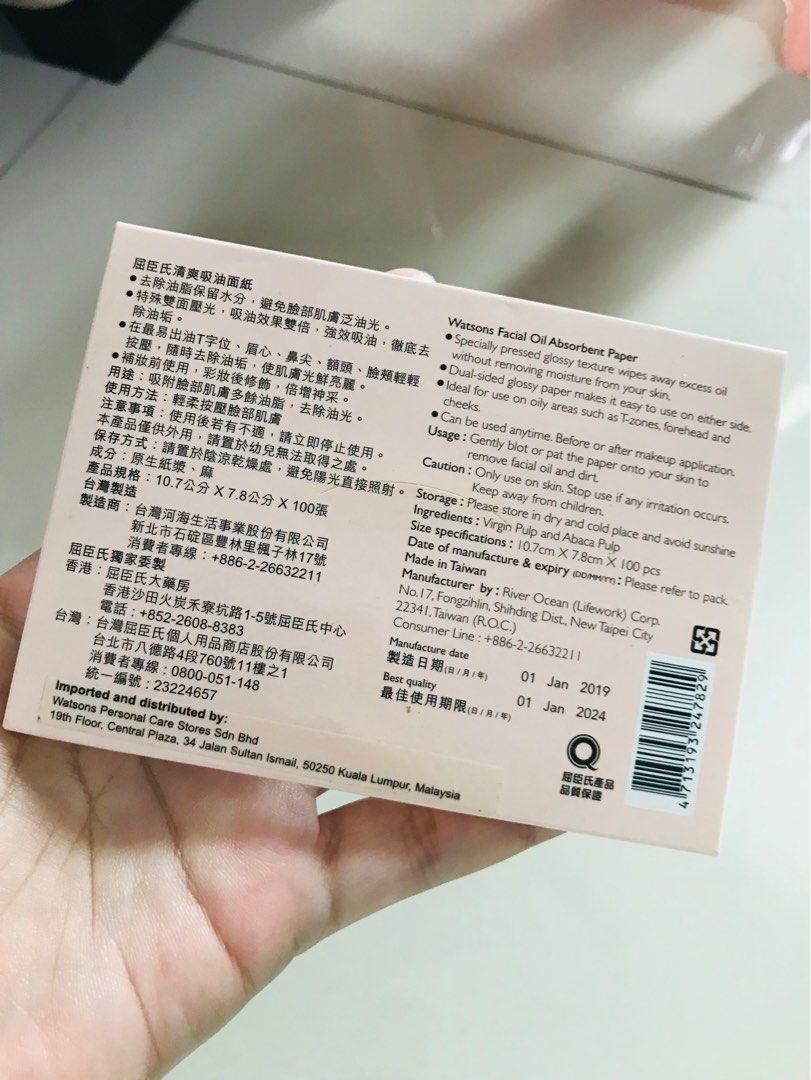 屈臣氏清爽吸油面紙
●去除油脂保留水分，避免臉部肌膚泛油光。
●特殊雙面壓光，吸油效果雙倍，強效吸油，徹底去
除油垢。
●在最易出油T字位、眉心、鼻尖、額頭、臉頰輕輕
按壓，隨時去除油垢，使肌膚光鮮亮麗。
●補妝前使用，彩妝後修飾，倍增神采。
用途：吸附臉部肌膚多餘油脂，去除油光。
使用方法：輕柔按壓臉部肌膚
注意事項：使用後若有不適，請立即停止使用。
本產品僅供外用，請置於幼兒無法取得之處。
保存方式：請置於陰涼乾燥處，避免陽光直接照射。
成分：原生紙漿、麻
產品規格：10.7公分 X 7.8公分 X 100張
台灣製造
製造商：台灣河海生活事業股份有限公司
新北市石碇區豐林里楓子林17號
消費者專線：+886-2-26632211
屈臣氏獨家委製
香港：屈臣氏大藥房
香港沙田火炭禾寮坑路1-5號屈臣氏中心
電話：+852-2608-8383
台灣：台灣屈臣氏個人用品商店股份有限公司
台北市八德路4段760號11樓之1
消費者專線：0800-051-148
統一編號：23224657
Imported and distributed by:
Watsons Personal Care Stores Sdn Bhd
19th Floor, Central Plaza, 34 Jalan Sultan Ismail, 50250 Kuala Lumpur, Malaysia
Watsons Facial Oil Absorbent Paper
●Specially pressed glossy texture wipes away excess oil
without removing moisture from your skin.
●Dual-sided glossy paper makes it easy to use on either side.
●Ideal for use on oily areas such as T-zones, forehead and
cheeks.
●Can be used anytime. Before or after makeup application.
Usage : Gently blot or pat the paper onto your skin to
remove facial oil and dirt.
Caution : Only use on skin. Stop use if any irritation occurs.
Keep away from children.
Storage : Please store in dry and cold place and avoid sunshine
Ingredients : Virgin Pulp and Abaca Pulp
Size specifications : 10.7cm X 7.8cm X 100 pcs
Date of manufacture & expiry (DD/MM/YY) : Please refer to pack.
Made in Taiwan
Manufacturer by : River Ocean (Lifework) Corp.
No.17, Fongzihlin, Shihding Dist., New Taipei City
22341, Taiwan (R.O.C.)
Consumer Line : +886-2-26632211
Manufacture date
製造日期(日/月/年) 01 Jan 2019
Best quality
最佳使用期限(日/月/年) 01 Jan 2024
Q
屈臣氏產品
品質保證
4 713193 247829